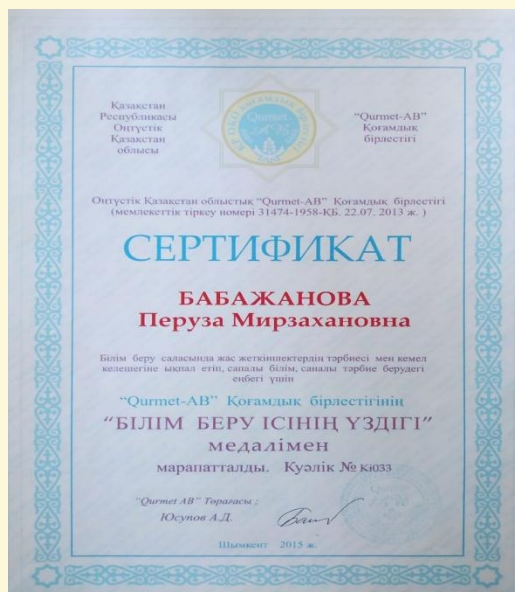 Қазақстан
Республикасы
Оңтүстік
Қазақстан
облысы
Qurmet
"Qurmet-AB"
Қоғамдық
бірлестігі
Оңтүстік Қазақстан облыстық "Qurmet-AB" Қоғамдық бірлестігі
(мемлекеттік тіркеу номері 31474-1958-ҚБ. 22.07. 2013 ж. )
СЕРТИФИКАТ
БАБАЖАНОВА
Перуза Мирзахановна
Білім беру саласында жас жеткіншектердің тәрбиесі мен кемел
келешегіне ықпал етіп, сапалы білім, саналы тәрбие берудегі
еңбегі үшін
"Qurmet-AB" Қоғамдық бірлестігінің
"БІЛІМ БЕРУ ІСІНІҢ ҮЗДІГІ"
медалімен
марапатталды. Куәлік № Ki033
"Qurmet AB" Төрағасы ;
Юсупов А.Д.
Шымкент 2015 ж.